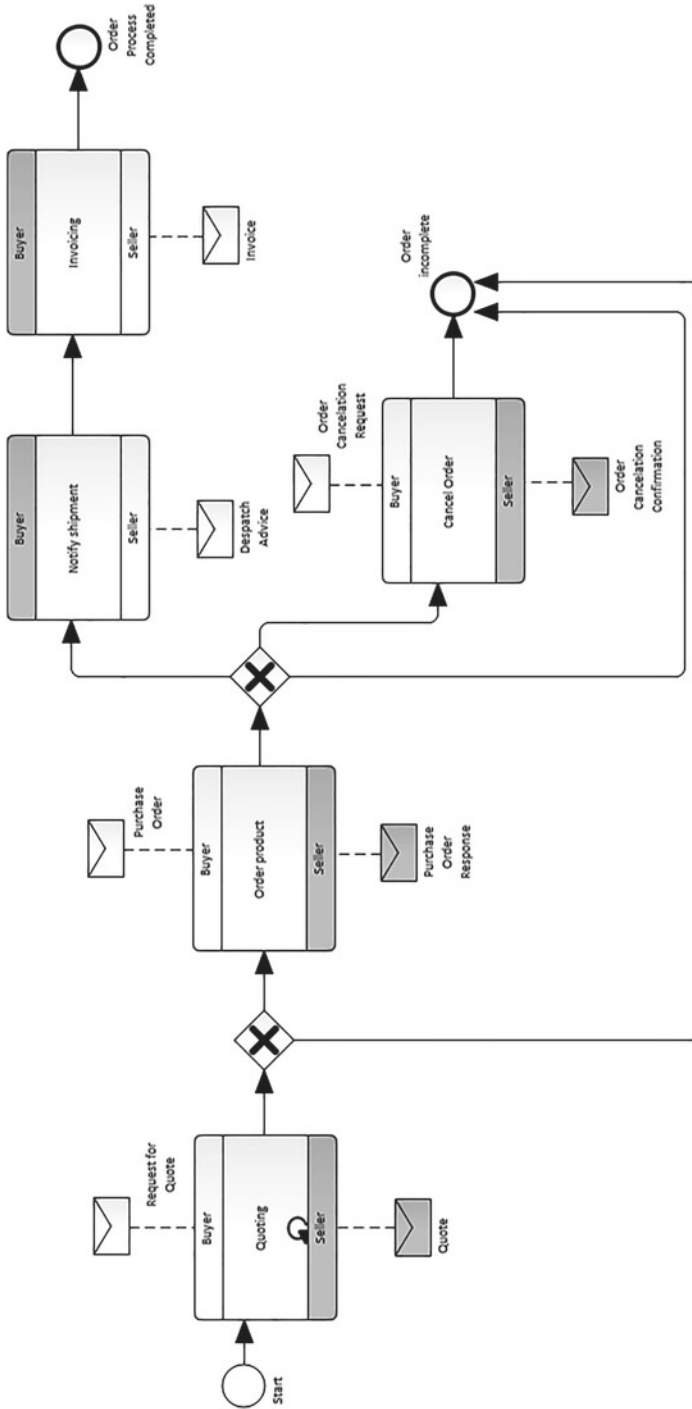 Start
Request for
Quote
Buyer
Quoting
Seller
Quote
Purchase
Order
Buyer
Order product
Seller
Purchase
Order
Response
Buyer
Notify shipment
Seller
Despatch
Advice
Buyer
Invoicing
Seller
Invoice
Order
Process
Completed
Order
Cancelation
Request
Buyer
Cancel Order
Seller
Order
Cancelation
Confirmation
Order
incomplete